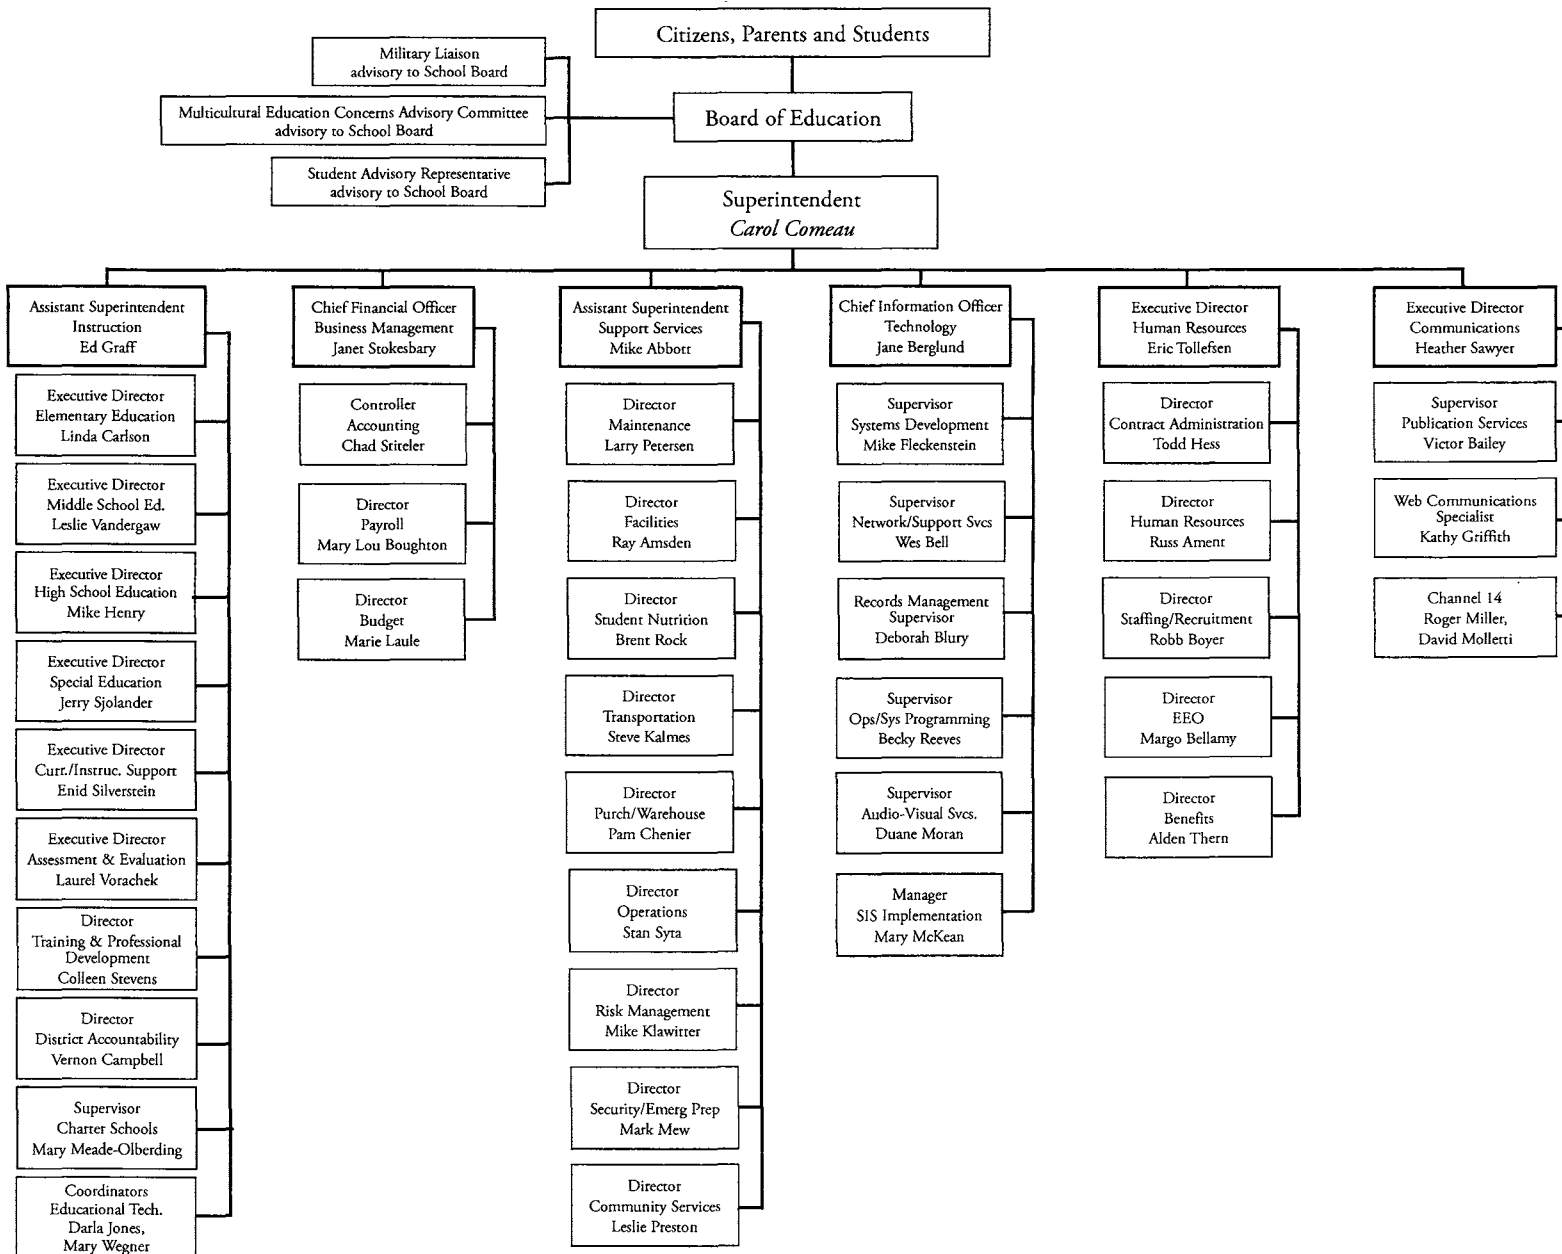 Citizens, Parents and Students
Military Liaison
advisory to School Board
Multicultural Education Concerns Advisory Committee
advisory to School Board
Board of Education
Student Advisory Representative
advisory to School Board
Superintendent
Carol Comeau
Assistant Superintendent
Instruction
Ed Graff
Executive Director
Elementary Education
Linda Carlson
Executive Director
Middle School Ed.
Leslie Vandergaw
Executive Director
High School Education
Mike Henry
Executive Director
Special Education
Jerry Sjolander
Executive Director
Curr./Instruc. Support
Enid Silverstein
Executive Director
Assessment & Evaluation
Laurel Vorachek
Director
Training & Professional
Development
Colleen Stevens
Director
District Accountability
Vernon Campbell
Supervisor
Charter Schools
Mary Meade-Olberding
Coordinators
Educational Tech.
Darla Jones,
Mary Wegner
Chief Financial Officer
Business Management
Janet Stokesbary
Controller
Accounting
Chad Stiteler
Director
Payroll
Mary Lou Boughton
Director
Budget
Marie Laule
Assistant Superintendent
Support Services
Mike Abbott
Director
Maintenance
Larry Petersen
Director
Facilities
Ray Amsden
Director
Student Nutrition
Brent Rock
Director
Transportation
Steve Kalmes
Director
Purch/Warehouse
Pam Chenier
Director
Operations
Stan Syta
Director
Risk Management
Mike Klawitter
Director
Security/Emerg Prep
Mark Mew
Director
Community Services
Leslie Preston
Chief Information Officer
Technology
Jane Berglund
Supervisor
Systems Development
Mike Fleckenstein
Supervisor
Network/Support Svcs
Wes Bell
Records Management
Supervisor
Deborah Blury
Supervisor
Ops/Sys Programming
Becky Reeves
Supervisor
Audio-Visual Svcs.
Duane Moran
Manager
SIS Implementation
Mary McKean
Executive Director
Human Resources
Eric Tollefsen
Director
Contract Administration
Todd Hess
Director
Human Resources
Russ Ament
Director
Staffing/Recruitment
Robb Boyer
Director
EEO
Margo Bellamy
Director
Benefits
Alden Thern
Executive Director
Communications
Heather Sawyer
Supervisor
Publication Services
Victor Bailey
Web Communications
Specialist
Kathy Griffith
Channel 14
Roger Miller,
David Molletti